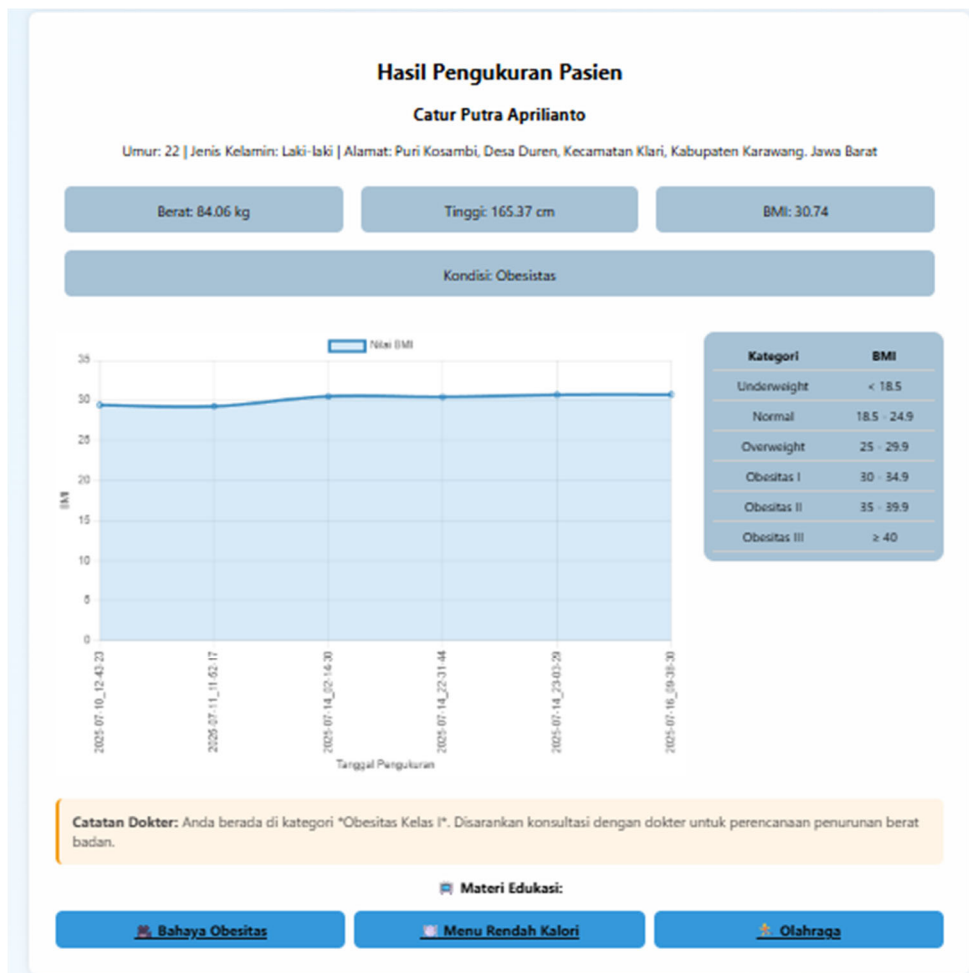 Hasil Pengukuran Pasien
Catur Putra Aprilianto
Umur: 22 | Jenis Kelamin: Laki-laki | Alamat: Puri Kosambi, Desa Duren, Kecamatan Klari, Kabupaten Karawang. Jawa Barat
Berat: 84.06 kg
Tinggi: 165.37 cm
BMI: 30.74
Kondisi: Obesistas
Nilai BMI
35
30
25
20
15
10
5
0
BMI
2025-07-10_12-43-23
2025-07-11_11-52-17
2025-07-14_02-14-30
2025-07-14_22-31-44
2025-07-14_23-03-29
2025-07-16_09-38-30
Tanggal Pengukuran
Kategori BMI
Underweight < 18.5
Normal 18.5 - 24.9
Overweight 25 - 29.9
Obesitas I 30 - 34.9
Obesitas II 35 - 39.9
Obesitas III ≥ 40
Catatan Dokter: Anda berada di kategori *Obesitas Kelas I*. Disarankan konsultasi dengan dokter untuk perencanaan penurunan berat
badan.
Materi Edukasi:
Bahaya Obesitas
Menu Rendah Kalori
Olahraga